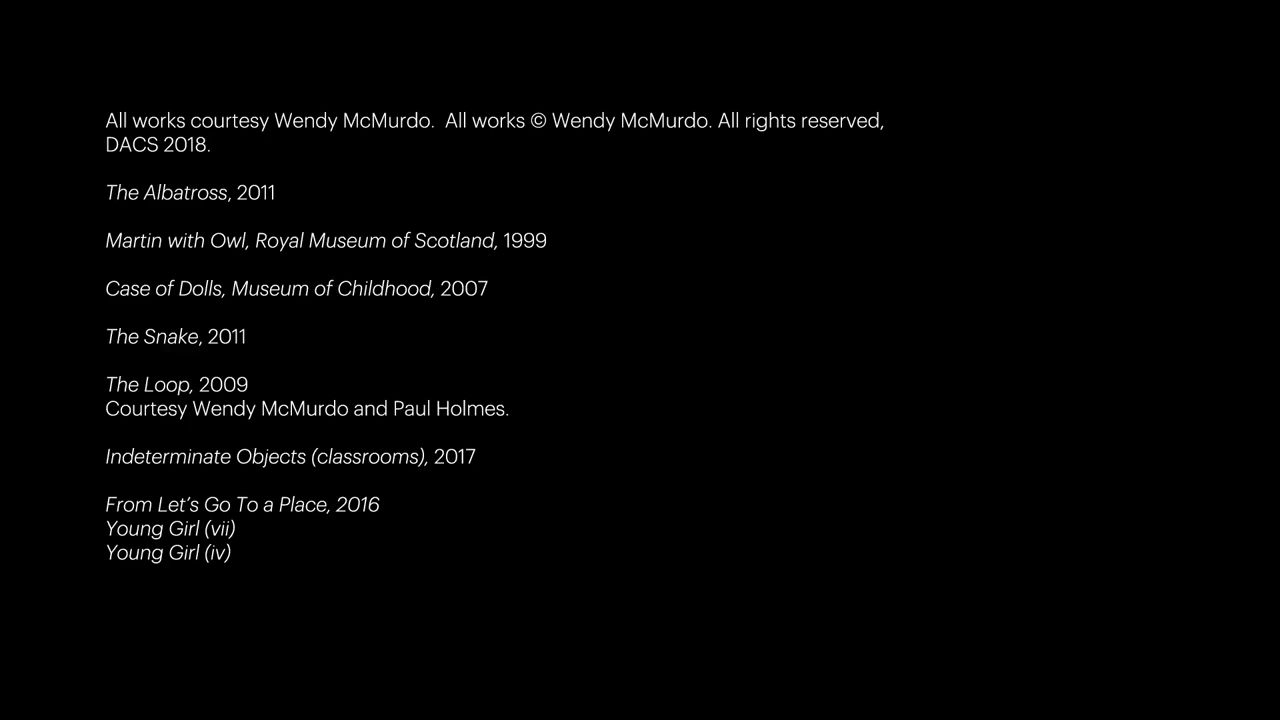 All works courtesy Wendy McMurdo.  All works © Wendy McMurdo. All rights reserved,
DACS 2018.
The Albatross, 2011
Martin with Owl, Royal Museum of Scotland, 1999
Case of Dolls, Museum of Childhood, 2007
The Snake, 2011
The Loop, 2009
Courtesy Wendy McMurdo and Paul Holmes.
Indeterminate Objects (classrooms), 2017
From Let’s Go To a Place, 2016
Young Girl (vii)
Young Girl (iv)